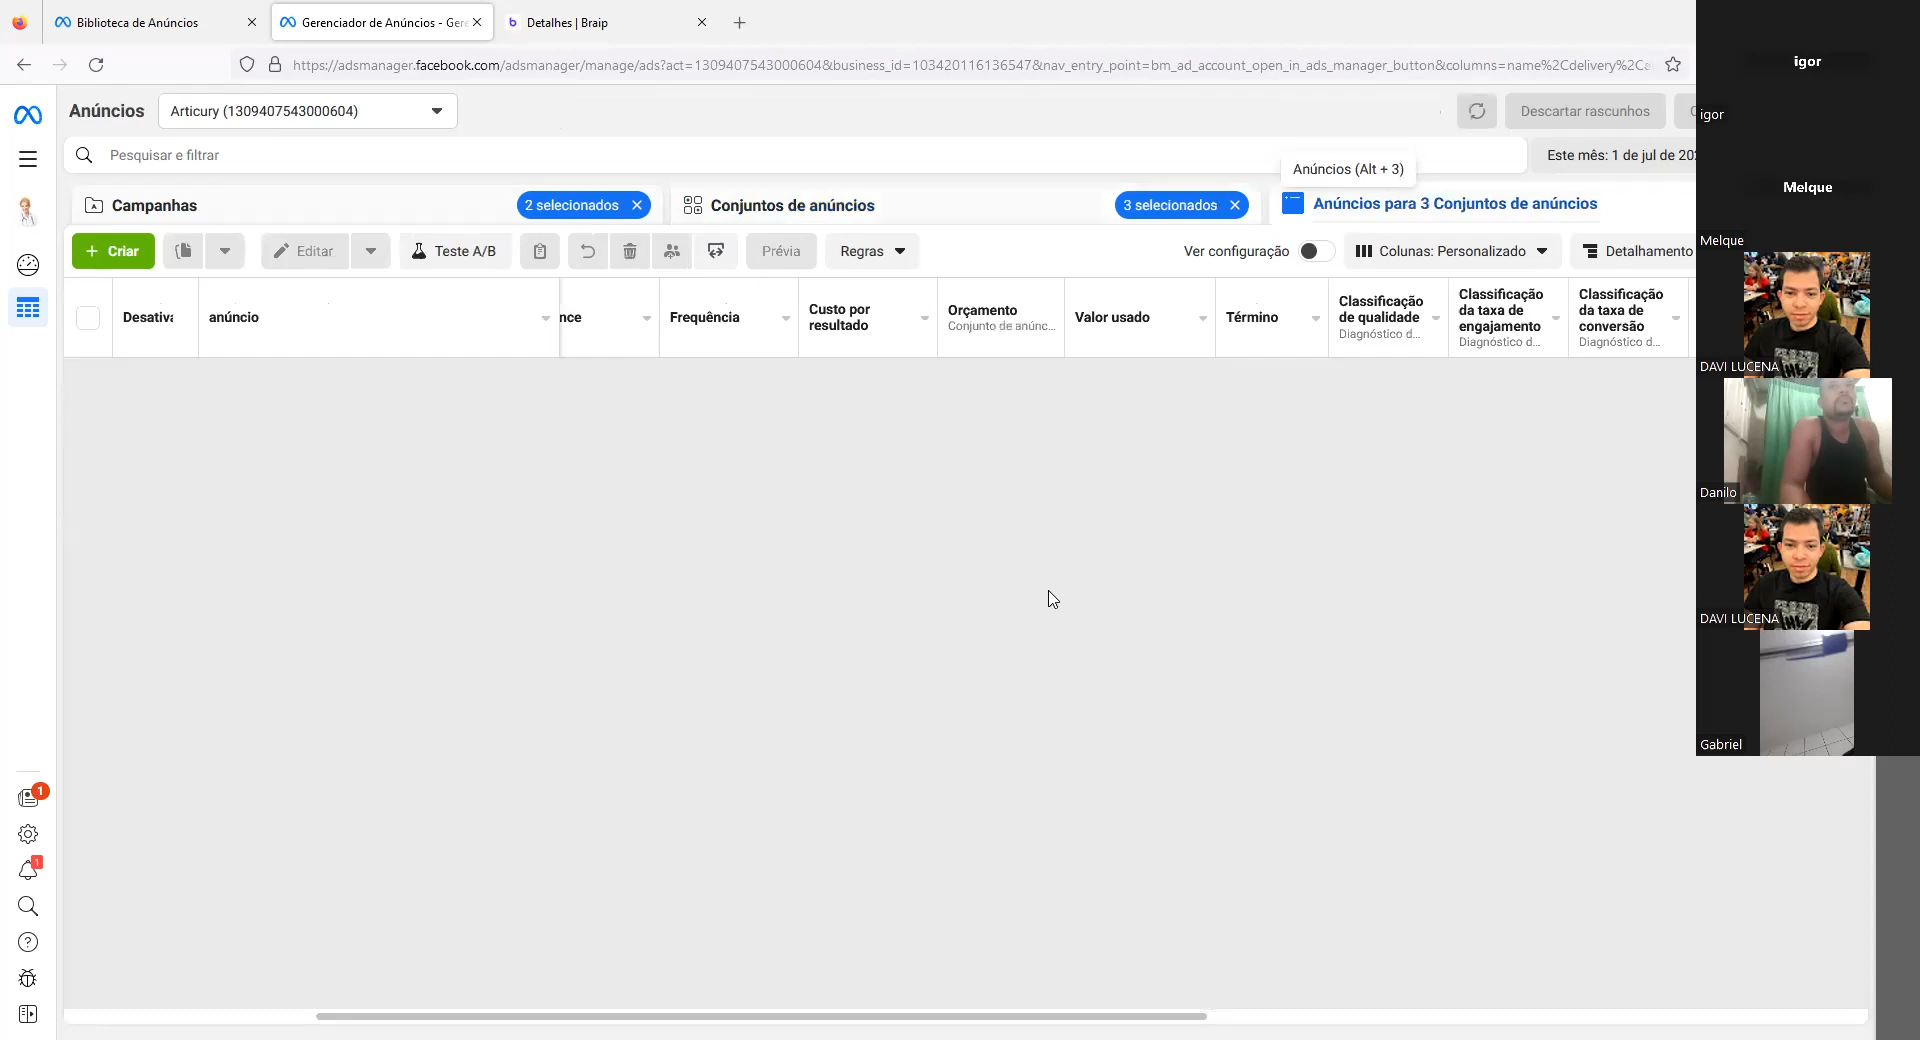 Biblioteca de Anúncios
Gerenciador de Anúncios - Gere
Detalhes | Braip
https://adsmanager.facebook.com/adsmanager/manage/ads?act=1309407543000604&business_id=103420116136547&nav_entry_point=bm_ad_account_open_in_ads_manager_button&columns=name%2Cdelivery%2Ca
Anúncios
Articury (1309407543000604)
Descartar rascunhos
Pesquisar e filtrar
Este mês: 1 de jul de 20
Anúncios (Alt + 3)
Campanhas
2 selecionados
Conjuntos de anúncios
3 selecionados
Anúncios para 3 Conjuntos de anúncios
+ Criar
Editar
Teste A/B
Prévia
Regras
Ver configuração
Colunas: Personalizado
Detalhamento
Desativa
anúncio
nce
Frequência
Custo por
resultado
Orçamento
Conjunto de anúnc...
Valor usado
Término
Classificação
de qualidade
Diagnóstico d...
Classificação
da taxa de
engajamento
Diagnóstico d...
Classificação
da taxa de
conversão
Diagnóstico d...
1
1
igor
igor
Melque
Melque
DAVI LUCENA
Danilo
DAVI LUCENA
Gabriel